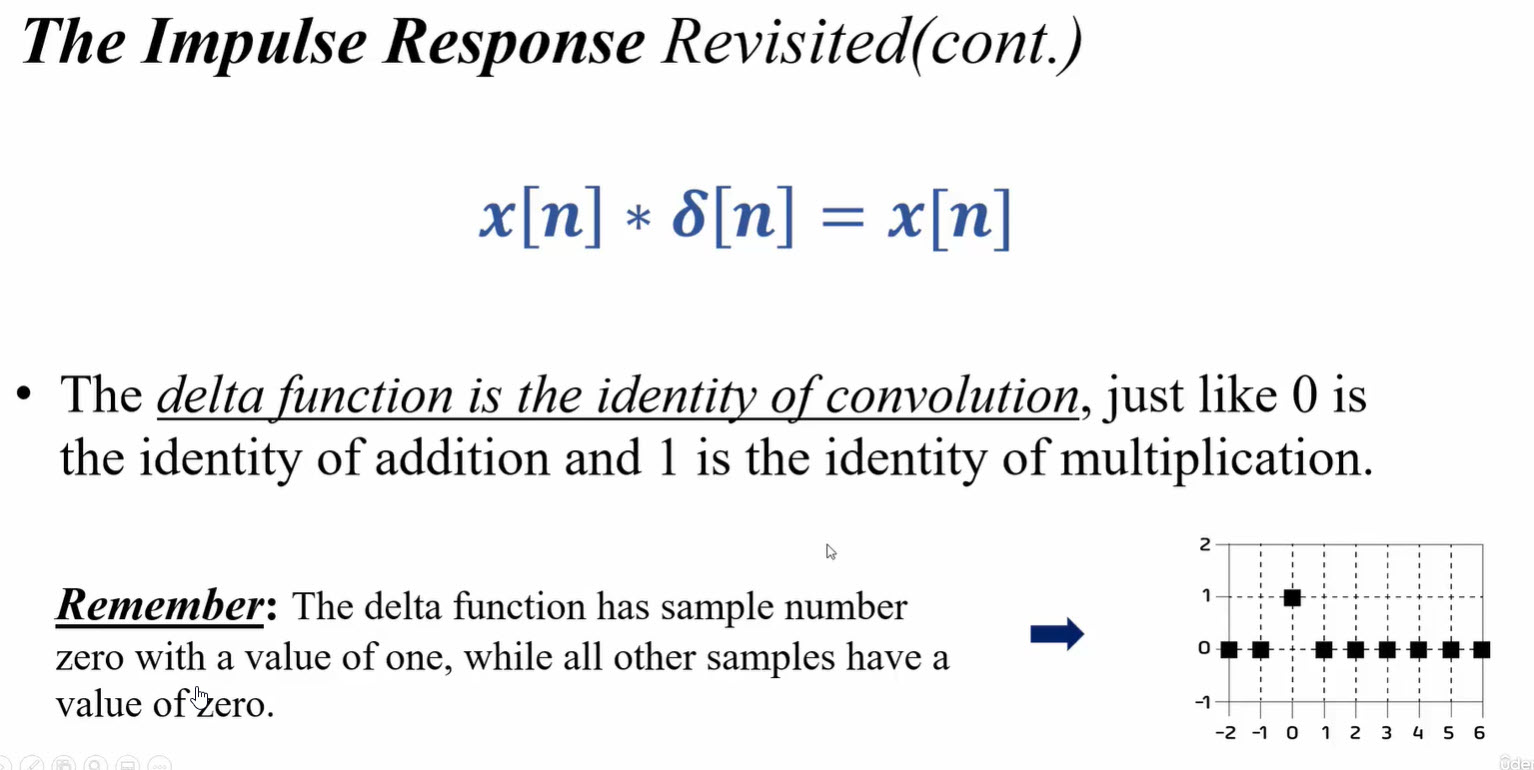 The Impulse Response Revisited(cont.)
x[n] ∗ δ[n] = x[n]
• The delta function is the identity of convolution, just like 0 is
the identity of addition and 1 is the identity of multiplication.
Remember: The delta function has sample number
zero with a value of one, while all other samples have a
value of zero.
2
1
0
-1
-2 -1 0 1 2 3 4 5 6